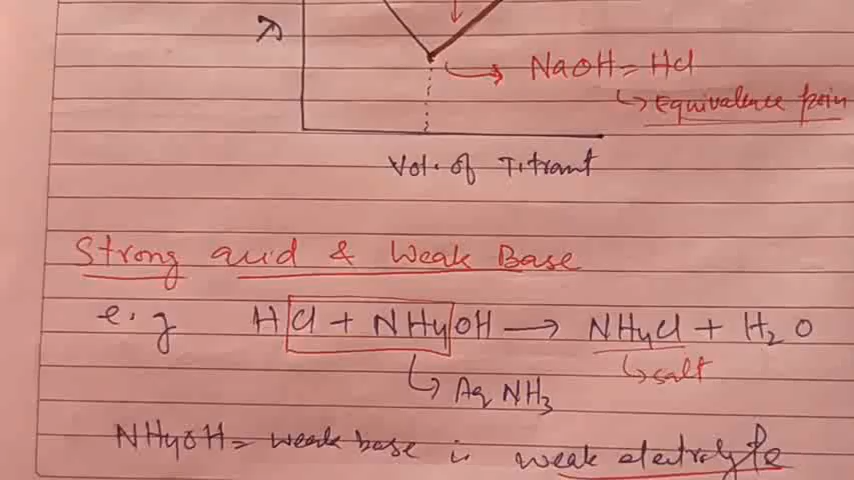 NaOH = HCl
Equivalence poin
Vol. of Titrant
Strong acid & Weak Base
e.g HCl + NH4OH → NH4Cl + H2O
↳ salt
↳ Aq NH3
NH4OH = weak base is weak electrolyte